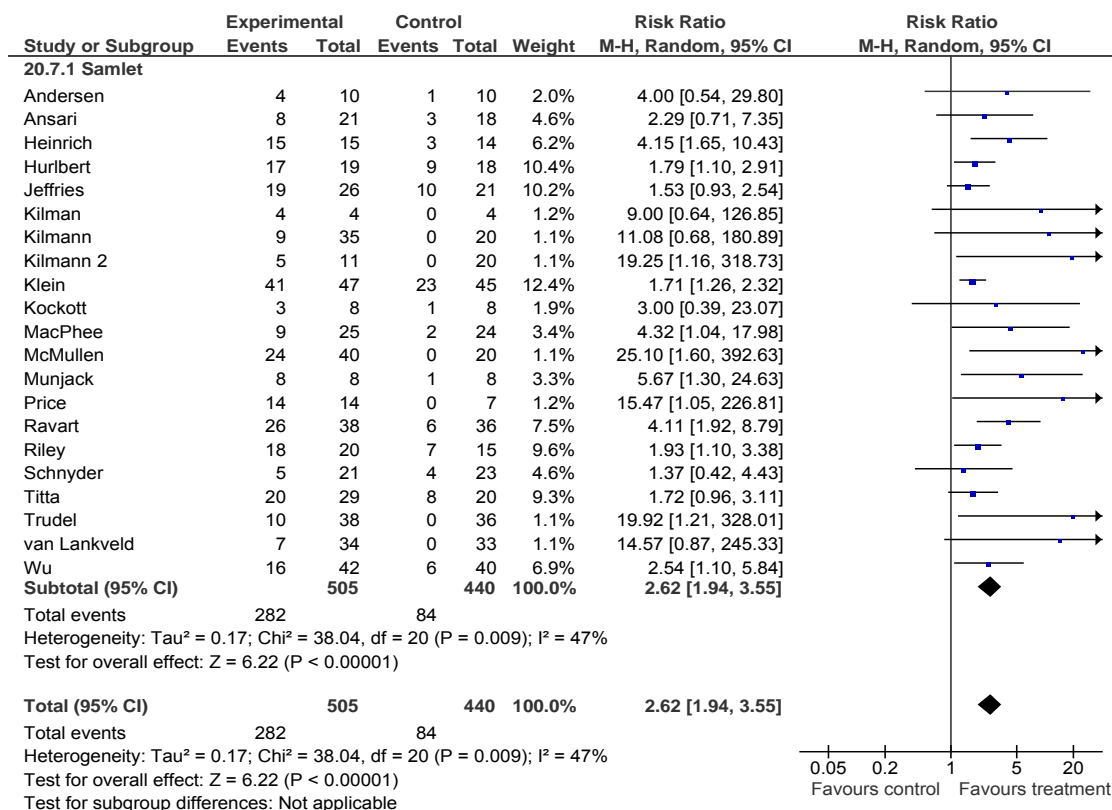 Experimental Control Risk Ratio Risk Ratio
Study or Subgroup Events Total Events Total Weight M-H, Random, 95% CI M-H, Random, 95% CI
20.7.1 Samlet
Andersen 4 10 1 10 2.0% 4.00 [0.54, 29.80]
Ansari 8 21 3 18 4.6% 2.29 [0.71, 7.35]
Heinrich 15 15 3 14 6.2% 4.15 [1.65, 10.43]
Hurlbert 17 19 9 18 10.4% 1.79 [1.10, 2.91]
Jeffries 19 26 10 21 10.2% 1.53 [0.93, 2.54]
Kilman 4 4 0 4 1.2% 9.00 [0.64, 126.85]
Kilmann 9 35 0 20 1.1% 11.08 [0.68, 180.89]
Kilmann 2 5 11 0 20 1.1% 19.25 [1.16, 318.73]
Klein 41 47 23 45 12.4% 1.71 [1.26, 2.32]
Kockott 3 8 1 8 1.9% 3.00 [0.39, 23.07]
MacPhee 9 25 2 24 3.4% 4.32 [1.04, 17.98]
McMullen 24 40 0 20 1.1% 25.10 [1.60, 392.63]
Munjack 8 8 1 8 3.3% 5.67 [1.30, 24.63]
Price 14 14 0 7 1.2% 15.47 [1.05, 226.81]
Ravart 26 38 6 36 7.5% 4.11 [1.92, 8.79]
Riley 18 20 7 15 9.6% 1.93 [1.10, 3.38]
Schnyder 5 21 4 23 4.6% 1.37 [0.42, 4.43]
Titta 20 29 8 20 9.3% 1.72 [0.96, 3.11]
Trudel 10 38 0 36 1.1% 19.92 [1.21, 328.01]
van Lankveld 7 34 0 33 1.1% 14.57 [0.87, 245.33]
Wu 16 42 6 40 6.9% 2.54 [1.10, 5.84]
Subtotal (95% CI) 505 440 100.0% 2.62 [1.94, 3.55]
Total events 282 84
Heterogeneity: Tau² = 0.17; Chi² = 38.04, df = 20 (P = 0.009); I² = 47%
Test for overall effect: Z = 6.22 (P < 0.00001)
Total (95% CI) 505 440 100.0% 2.62 [1.94, 3.55]
Total events 282 84
Heterogeneity: Tau² = 0.17; Chi² = 38.04, df = 20 (P = 0.009); I² = 47%
Test for overall effect: Z = 6.22 (P < 0.00001)
Test for subgroup differences: Not applicable
0.05 0.2 1 5 20
Favours control Favours treatment